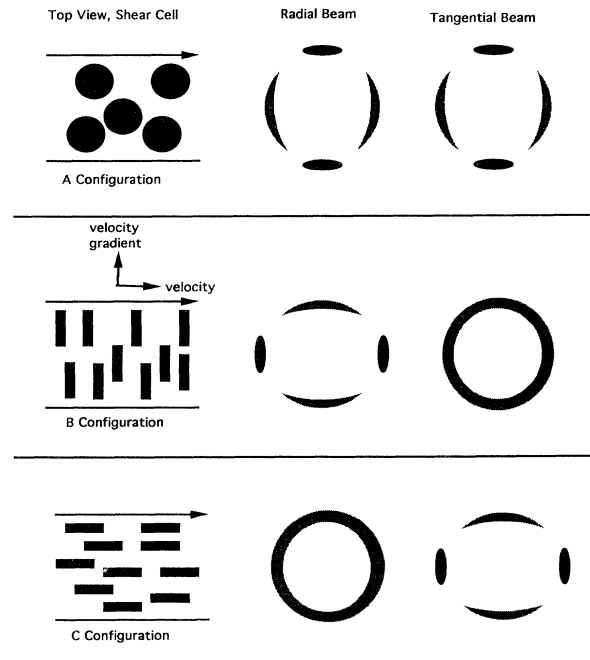 Top View, Shear Cell
Radial Beam
Tangential Beam
A Configuration
velocity
gradient
velocity
B Configuration
C Configuration